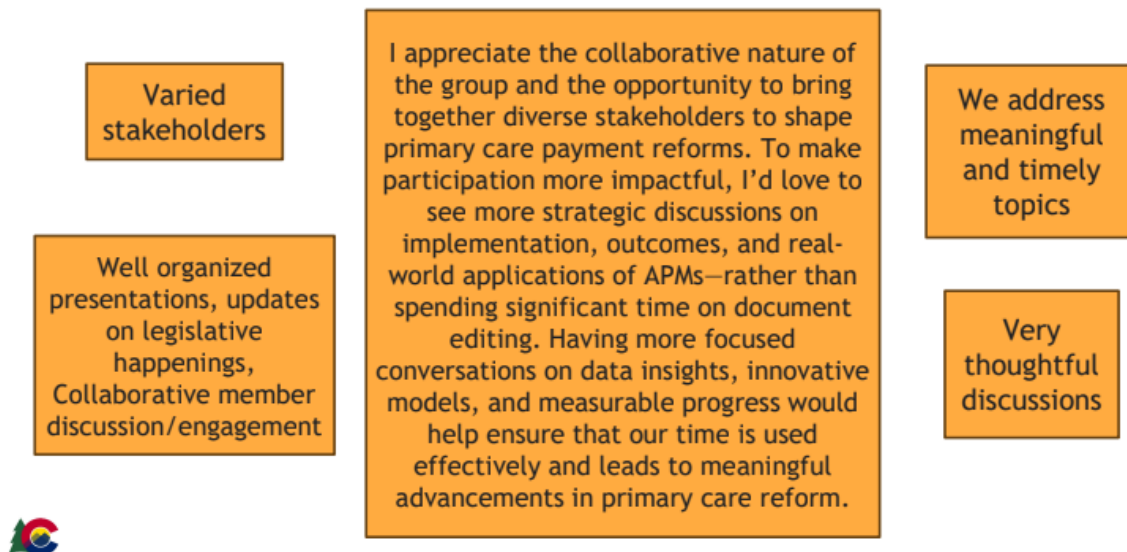 Varied
stakeholders
Well organized
presentations, updates
on legislative
happenings,
Collaborative member
discussion/engagement
I appreciate the collaborative nature of
the group and the opportunity to bring
together diverse stakeholders to shape
primary care payment reforms. To make
participation more impactful, I’d love to
see more strategic discussions on
implementation, outcomes, and real-
world applications of APMs—rather than
spending significant time on document
editing. Having more focused
conversations on data insights, innovative
models, and measurable progress would
help ensure that our time is used
effectively and leads to meaningful
advancements in primary care reform.
We address
meaningful
and timely
topics
Very
thoughtful
discussions